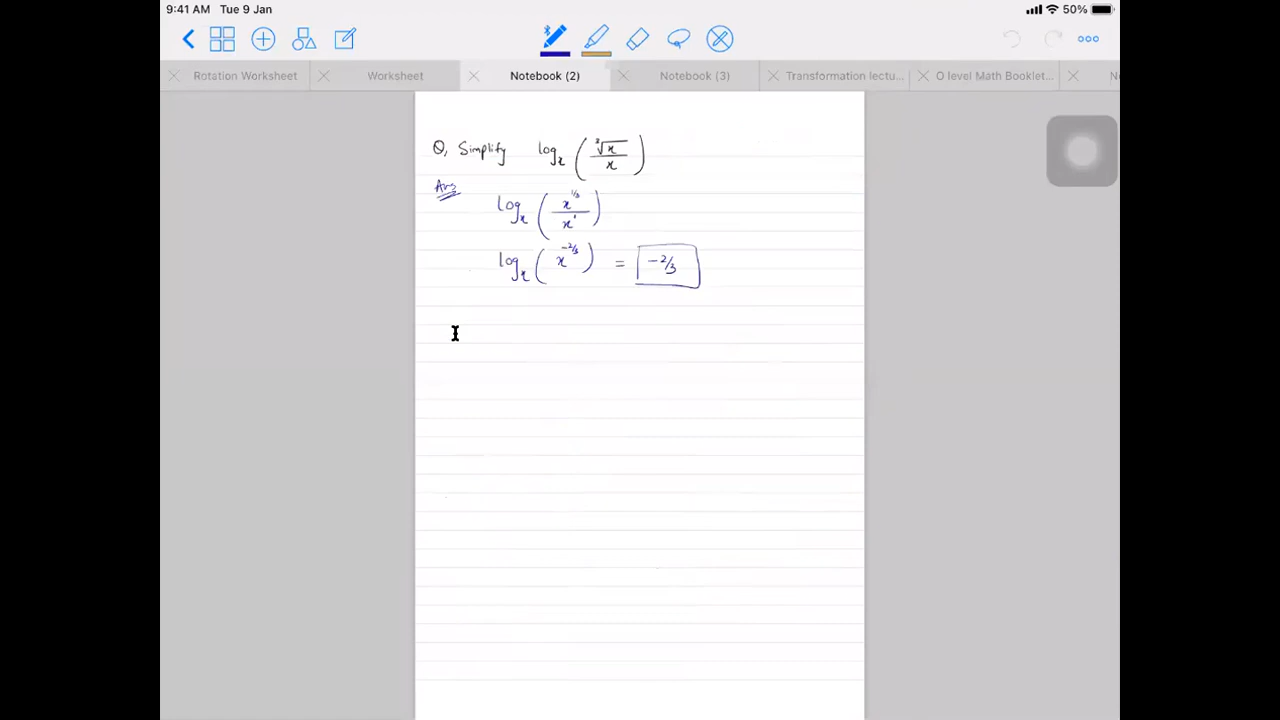 9:41 AM Tue 9 Jan 50%
Rotation Worksheet Worksheet Notebook (2) Notebook (3) Transformation lectu... O level Math Booklet...
Q, Simplify log_x (∛x / x)
Ans
log_x (x^1/3 / x^1)
log_x (x^-2/3) = -2/3